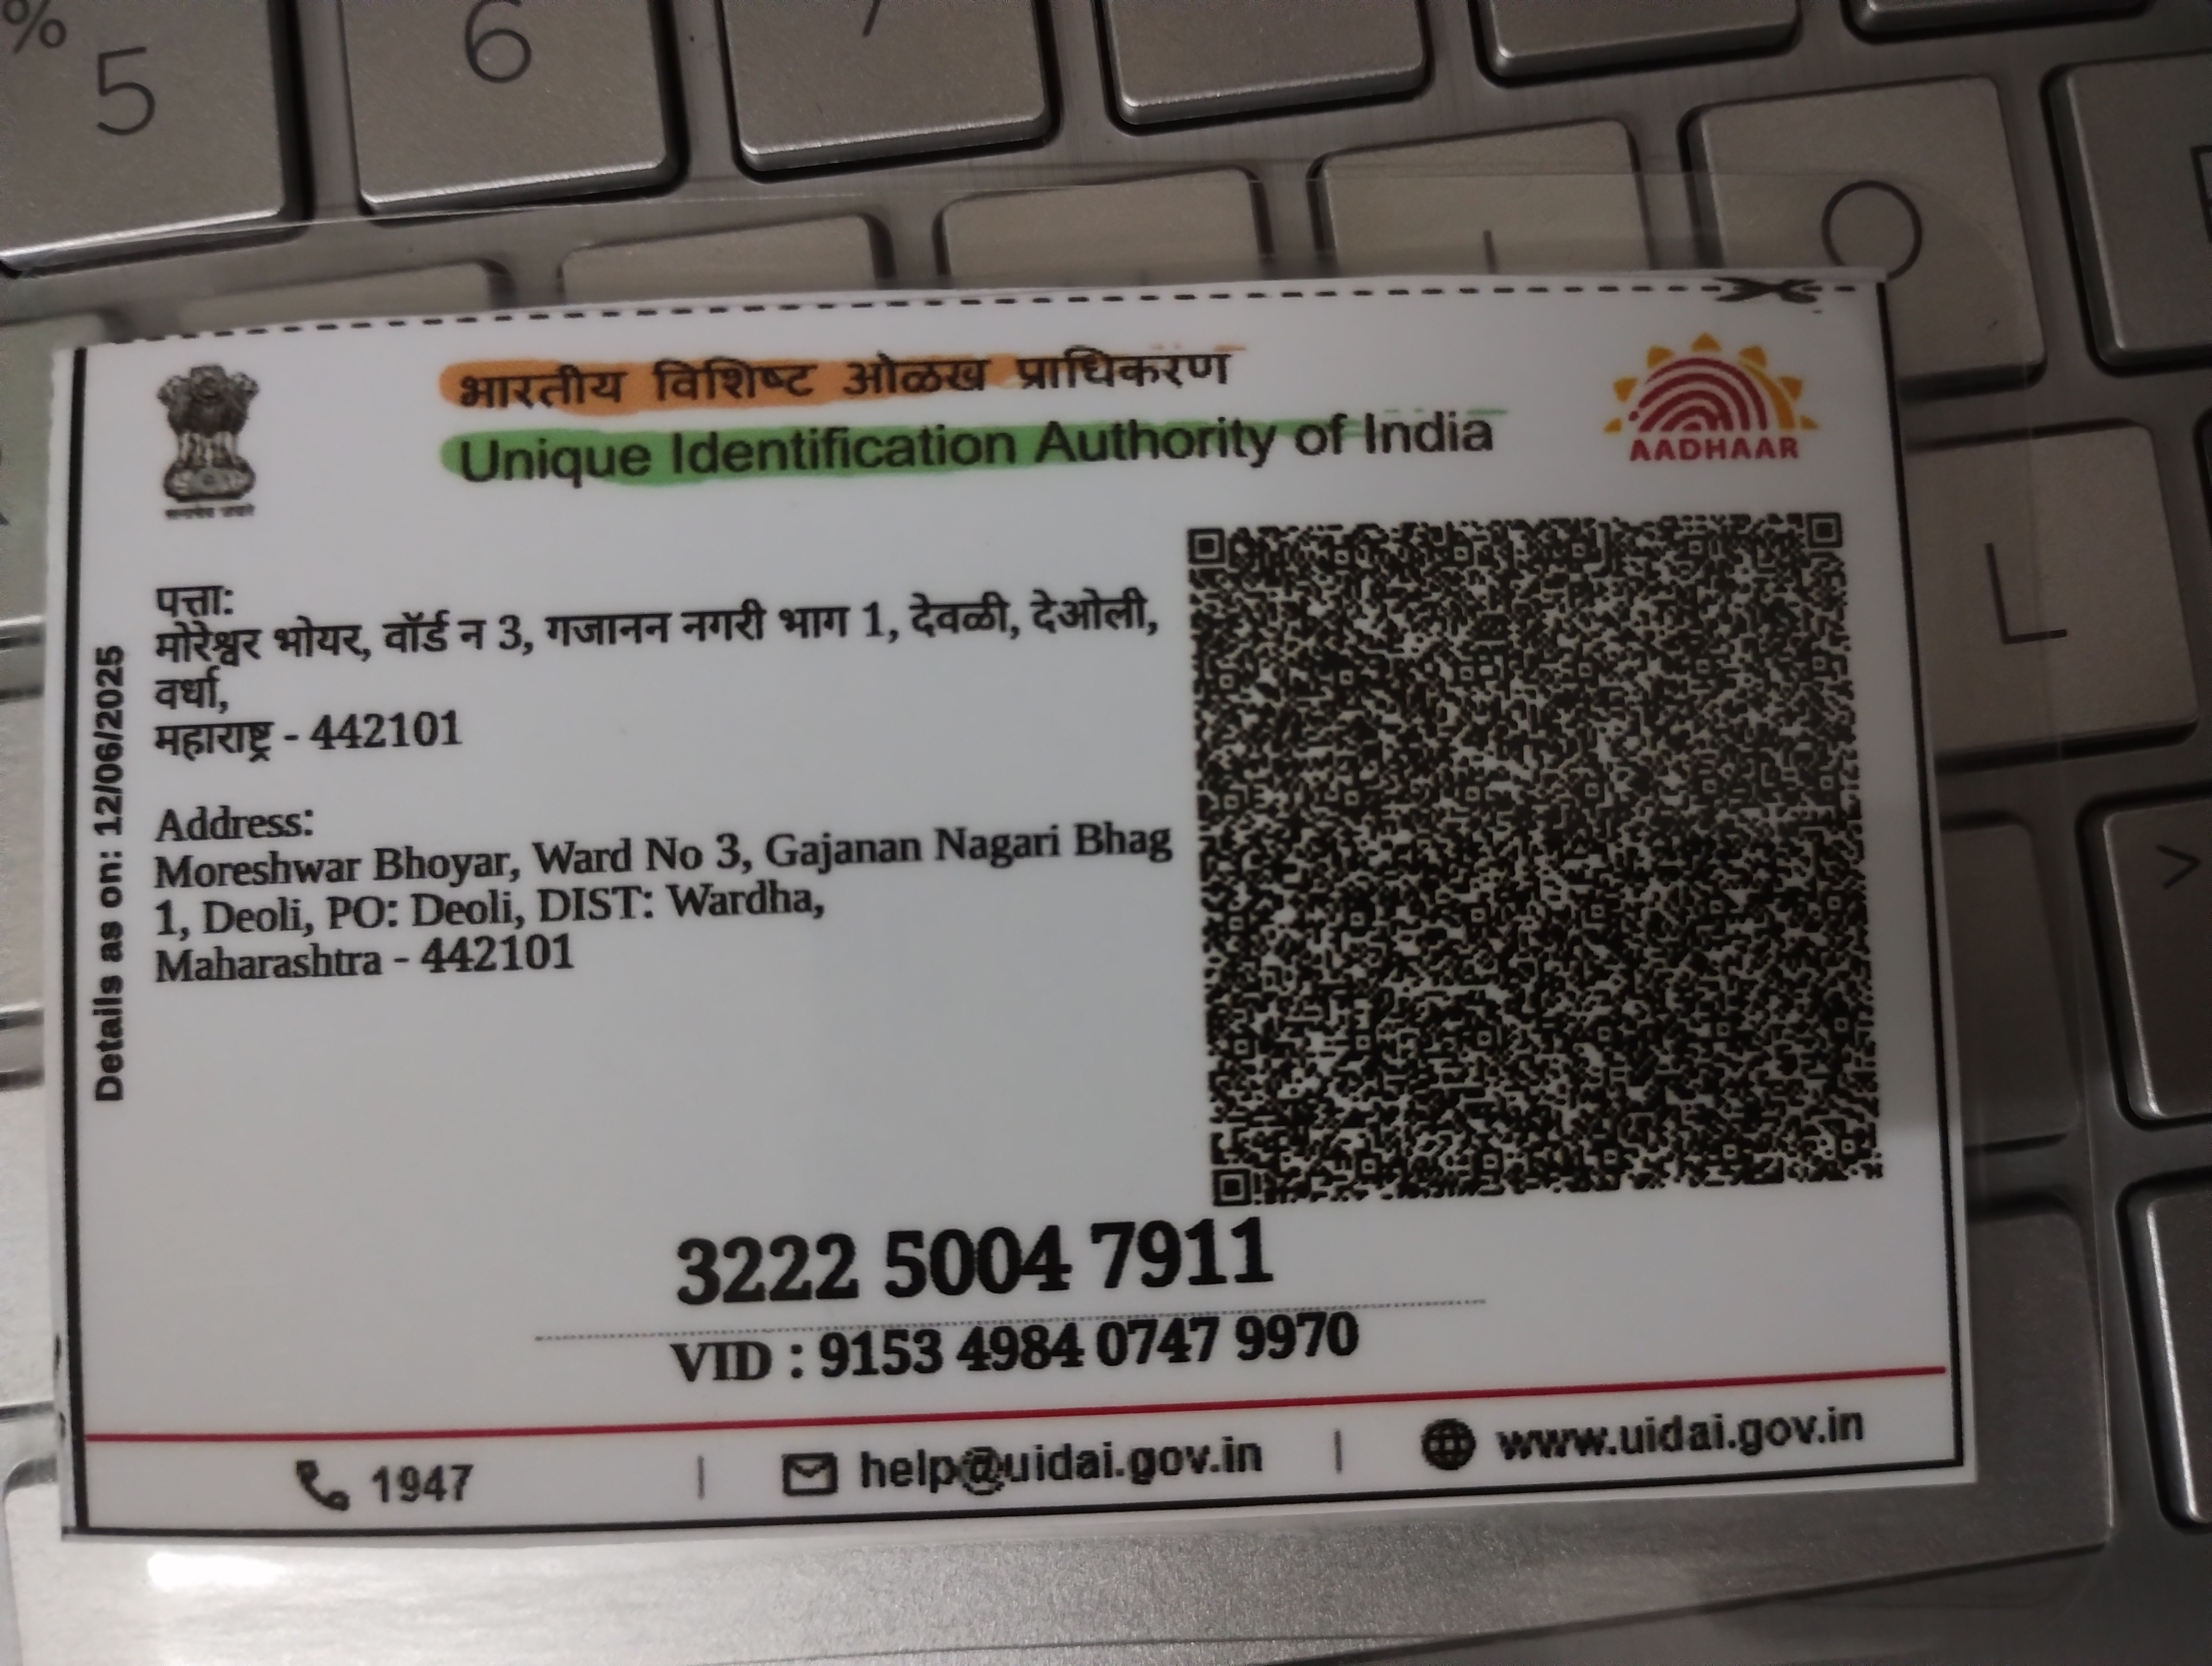 भारतीय विशिष्ट ओळख प्राधिकरण
Unique Identification Authority of India
AADHAAR
सत्यमेव जयते
Details as on: 12/06/2025
पत्ता:
मोरेश्वर भोयर, वॉर्ड न 3, गजानन नगरी भाग 1, देवळी, देओली,
वर्धा,
महाराष्ट्र - 442101
Address:
Moreshwar Bhoyar, Ward No 3, Gajanan Nagari Bhag
1, Deoli, PO: Deoli, DIST: Wardha,
Maharashtra - 442101
3222 5004 7911
VID : 9153 4984 0747 9970
1947 | help@uidai.gov.in | www.uidai.gov.in
% 5
6
O
L
>